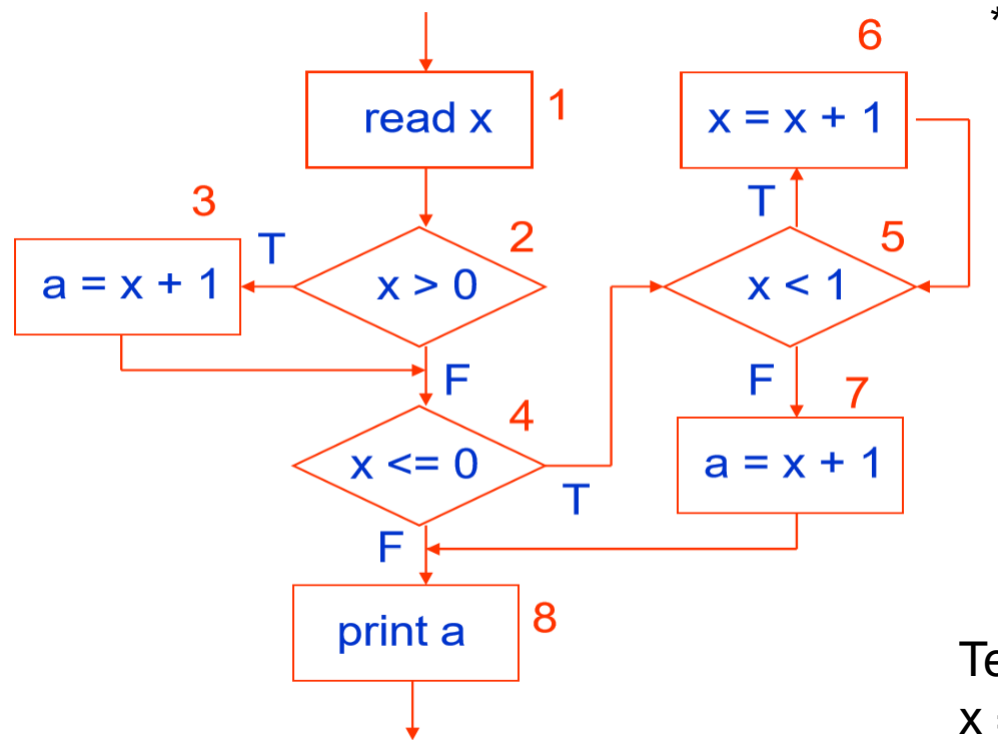 *
6
read x
1
x = x + 1
3
T
T
2
5
a = x + 1
x > 0
x < 1
F
F
7
4
x <= 0
a = x + 1
T
F
print a
8
x